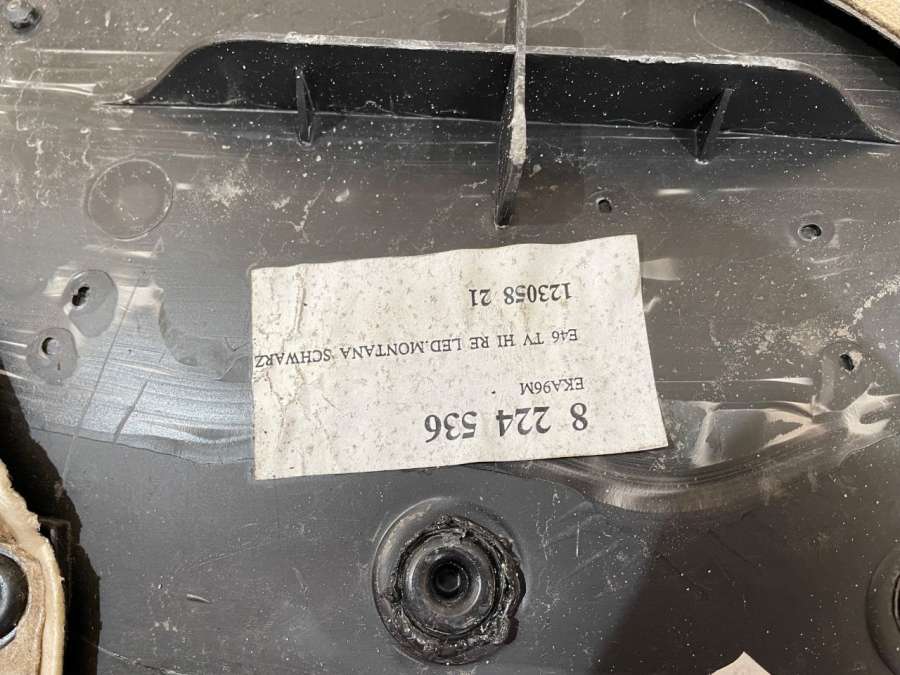 8 224 536
EKA96M
E46 TV HI RE LED.MONTANA SCHWARZ
123058 21